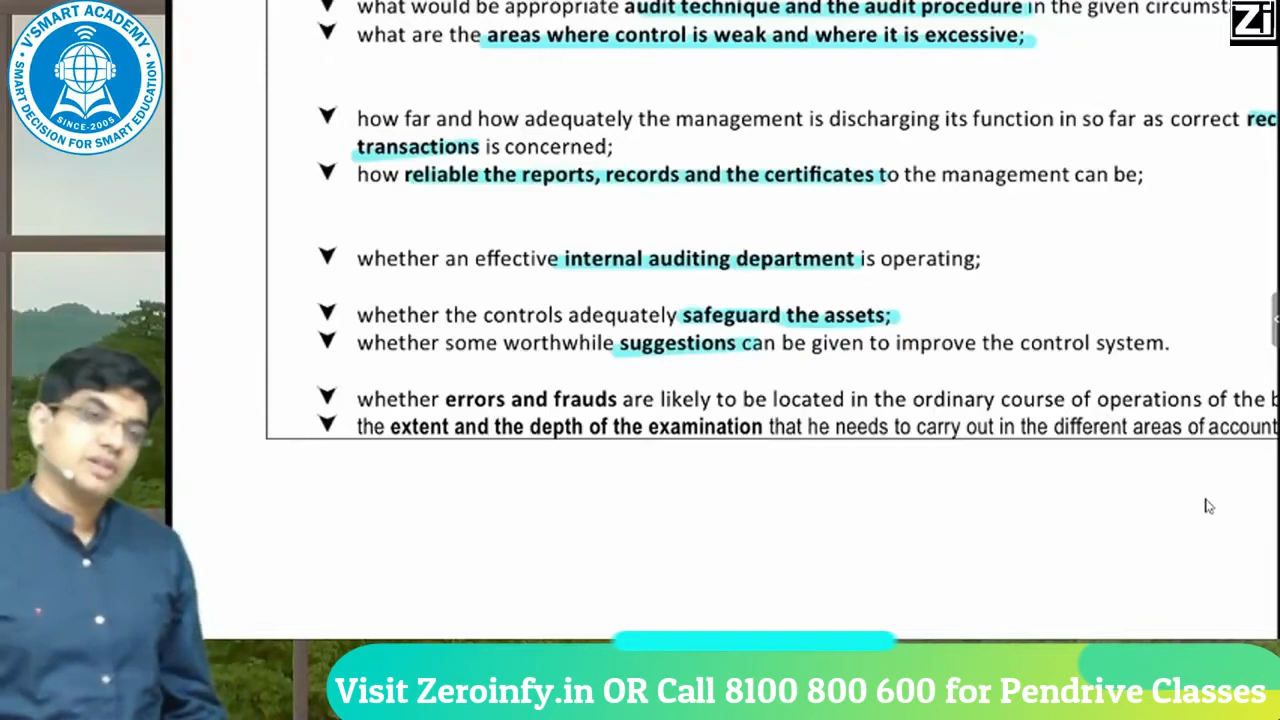 V'SMART ACADEMY
SMART DECISION FOR SMART EDUCATION
SINCE-2005
Zi
what would be appropriate audit technique and the audit procedure in the given
what are the areas where control is weak and where it is excessive;
how far and how adequately the management is discharging its function in so far as correct
transactions is concerned;
how reliable the reports, records and the certificates to the management can be;
whether an effective internal auditing department is operating;
whether the controls adequately safeguard the assets;
whether some worthwhile suggestions can be given to improve the control system.
whether errors and frauds are likely to be located in the ordinary course of operations of the
the extent and the depth of the examination that he needs to carry out in the different areas of
Visit Zeroinfy.in OR Call 8100 800 600 for Pendrive Classes